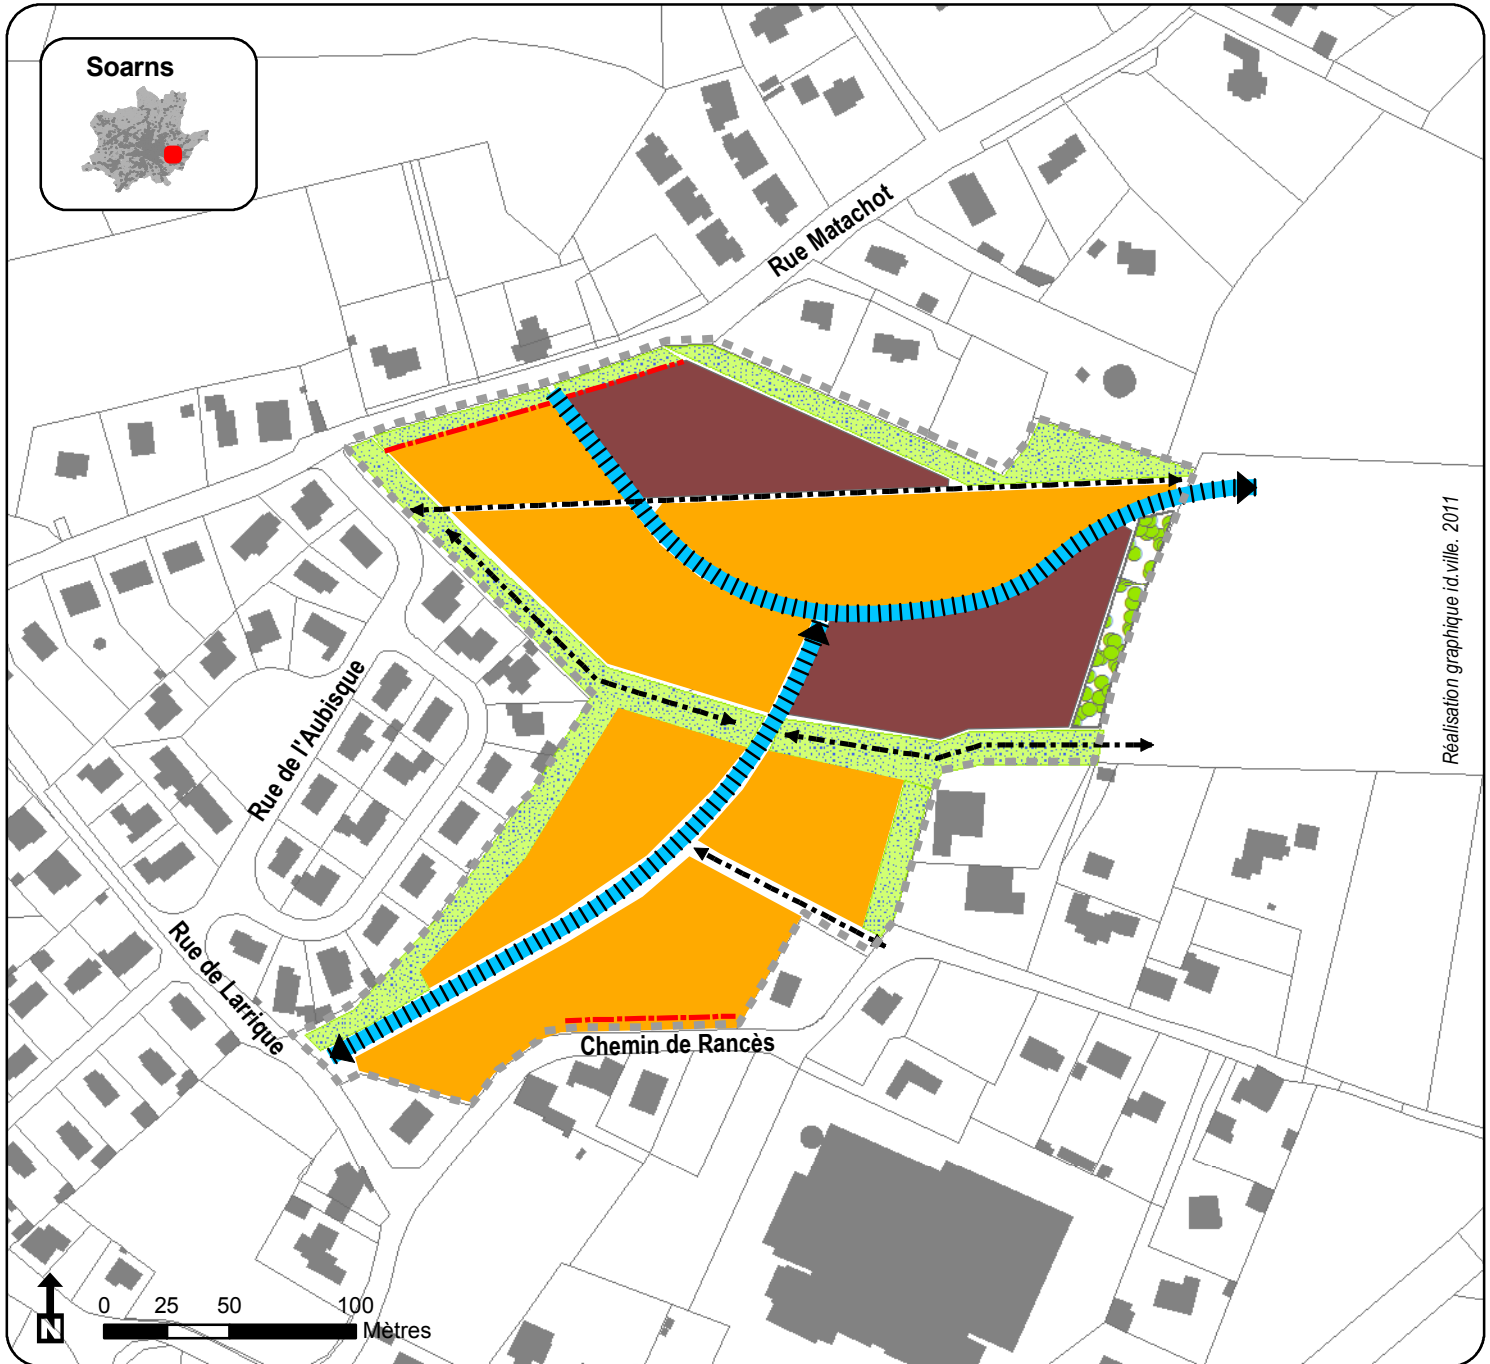 Soarns
Rue Matachot
Réalisation graphique id.ville. 2011
Rue de l'Aubisque
Rue de Larrique
Chemin de Rancès
N
0 25 50 100
Mètres